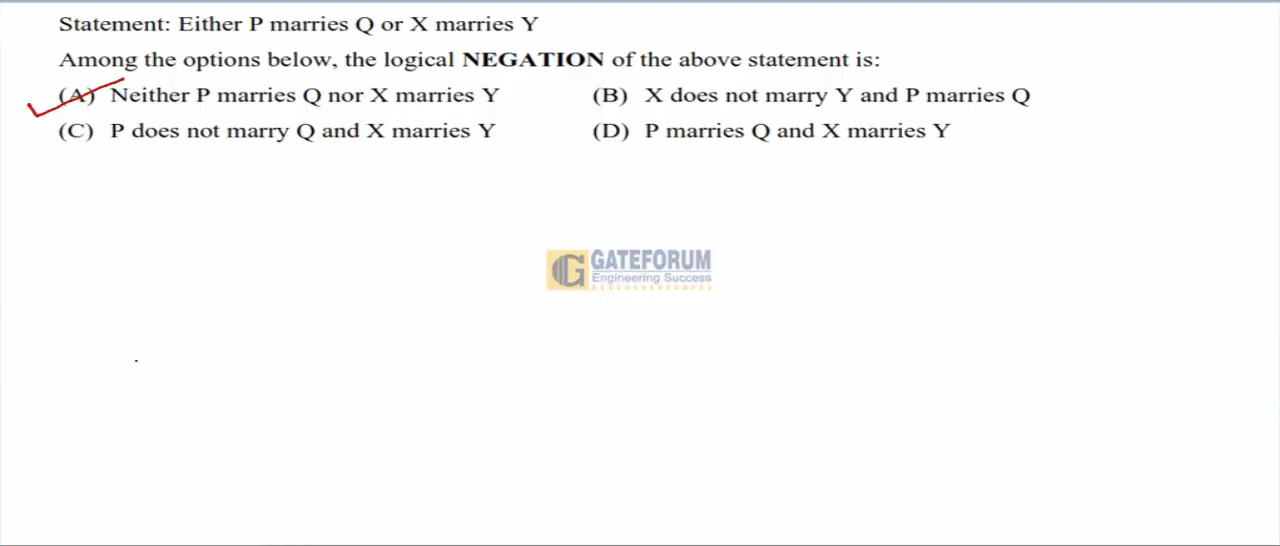 Statement: Either P marries Q or X marries Y
Among the options below, the logical NEGATION of the above statement is:
(A) Neither P marries Q nor X marries Y (B) X does not marry Y and P marries Q
(C) P does not marry Q and X marries Y (D) P marries Q and X marries Y
GATEFORUM
Engineering Success